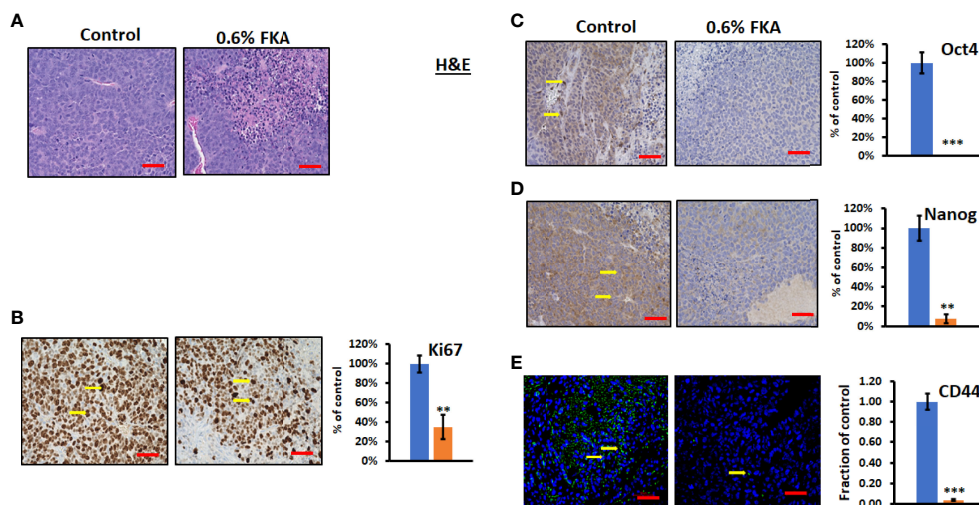 A
Control
0.6% FKA
H&E
B
% of control
120%
100%
80%
60%
40%
20%
0%
Ki67
**
C
Control
0.6% FKA
% of control
120%
100%
80%
60%
40%
20%
0%
Oct4
***
D
% of control
120%
100%
80%
60%
40%
20%
0%
Nanog
**
E
Fraction of control
1.20
1.00
0.80
0.60
0.40
0.20
0.00
CD44
***